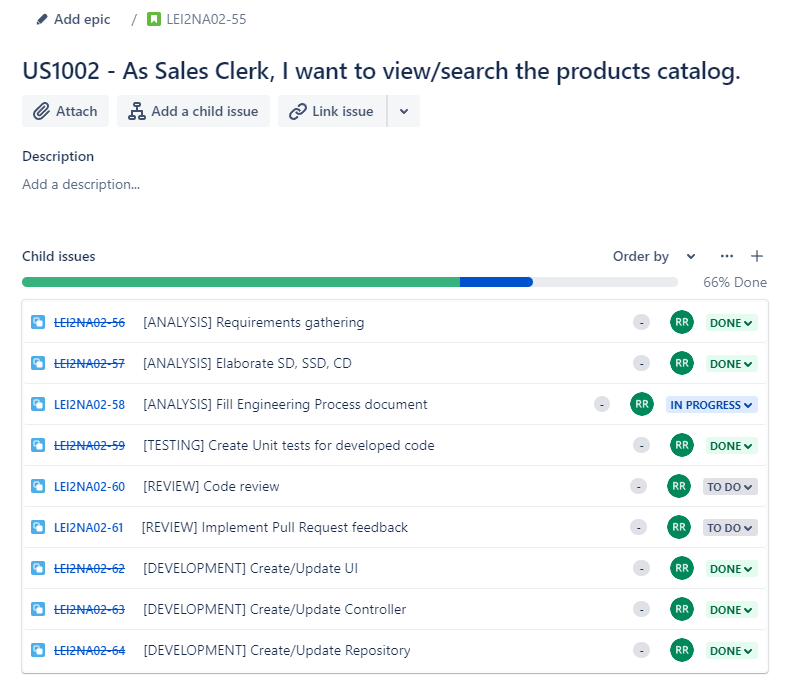 Add epic / LEI2NA02-55
US1002 - As Sales Clerk, I want to view/search the products catalog.
Attach Add a child issue Link issue
Description
Add a description...
Child issues Order by
66% Done
LEI2NA02-56 [ANALYSIS] Requirements gathering - RR DONE
LEI2NA02-57 [ANALYSIS] Elaborate SD, SSD, CD - RR DONE
LEI2NA02-58 [ANALYSIS] Fill Engineering Process document - RR IN PROGRESS
LEI2NA02-59 [TESTING] Create Unit tests for developed code - RR DONE
LEI2NA02-60 [REVIEW] Code review - RR TO DO
LEI2NA02-61 [REVIEW] Implement Pull Request feedback - RR TO DO
LEI2NA02-62 [DEVELOPMENT] Create/Update UI - RR DONE
LEI2NA02-63 [DEVELOPMENT] Create/Update Controller - RR DONE
LEI2NA02-64 [DEVELOPMENT] Create/Update Repository - RR DONE